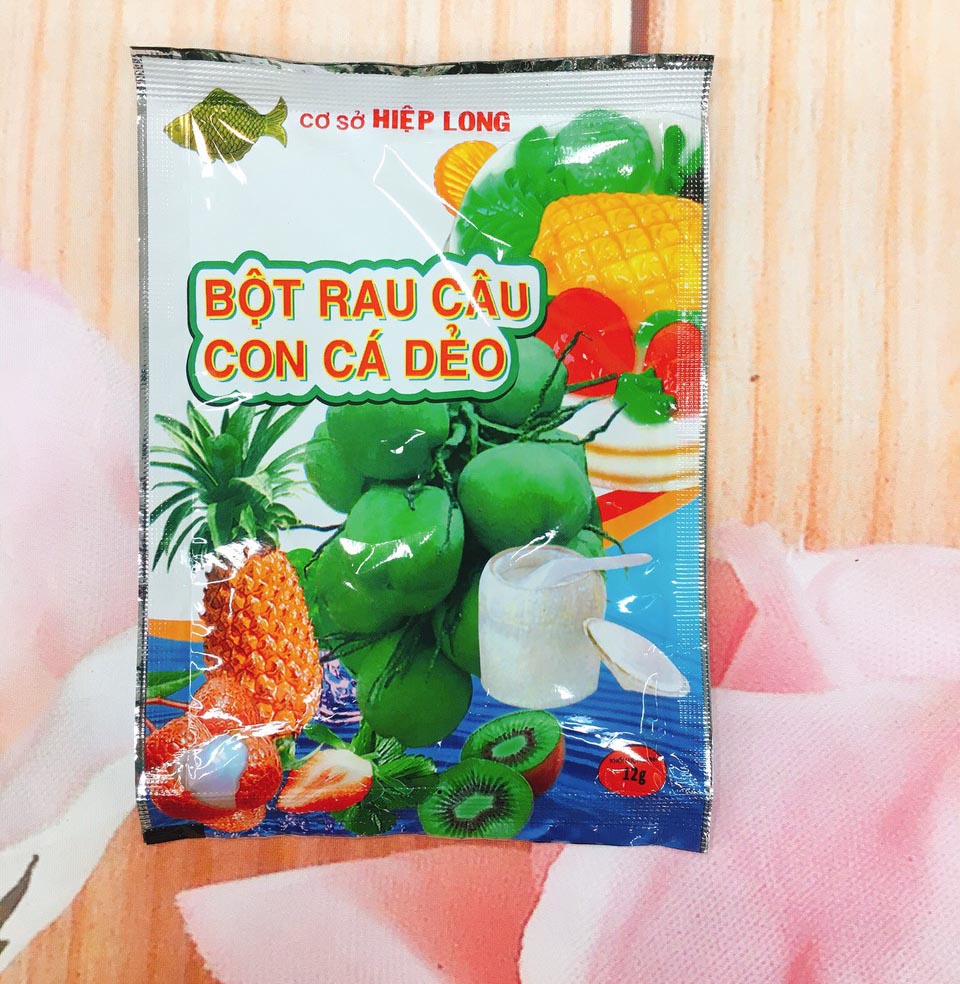 CƠ SỞ HIỆP LONG
BỘT RAU CÂU
CON CÁ DẺO
12g